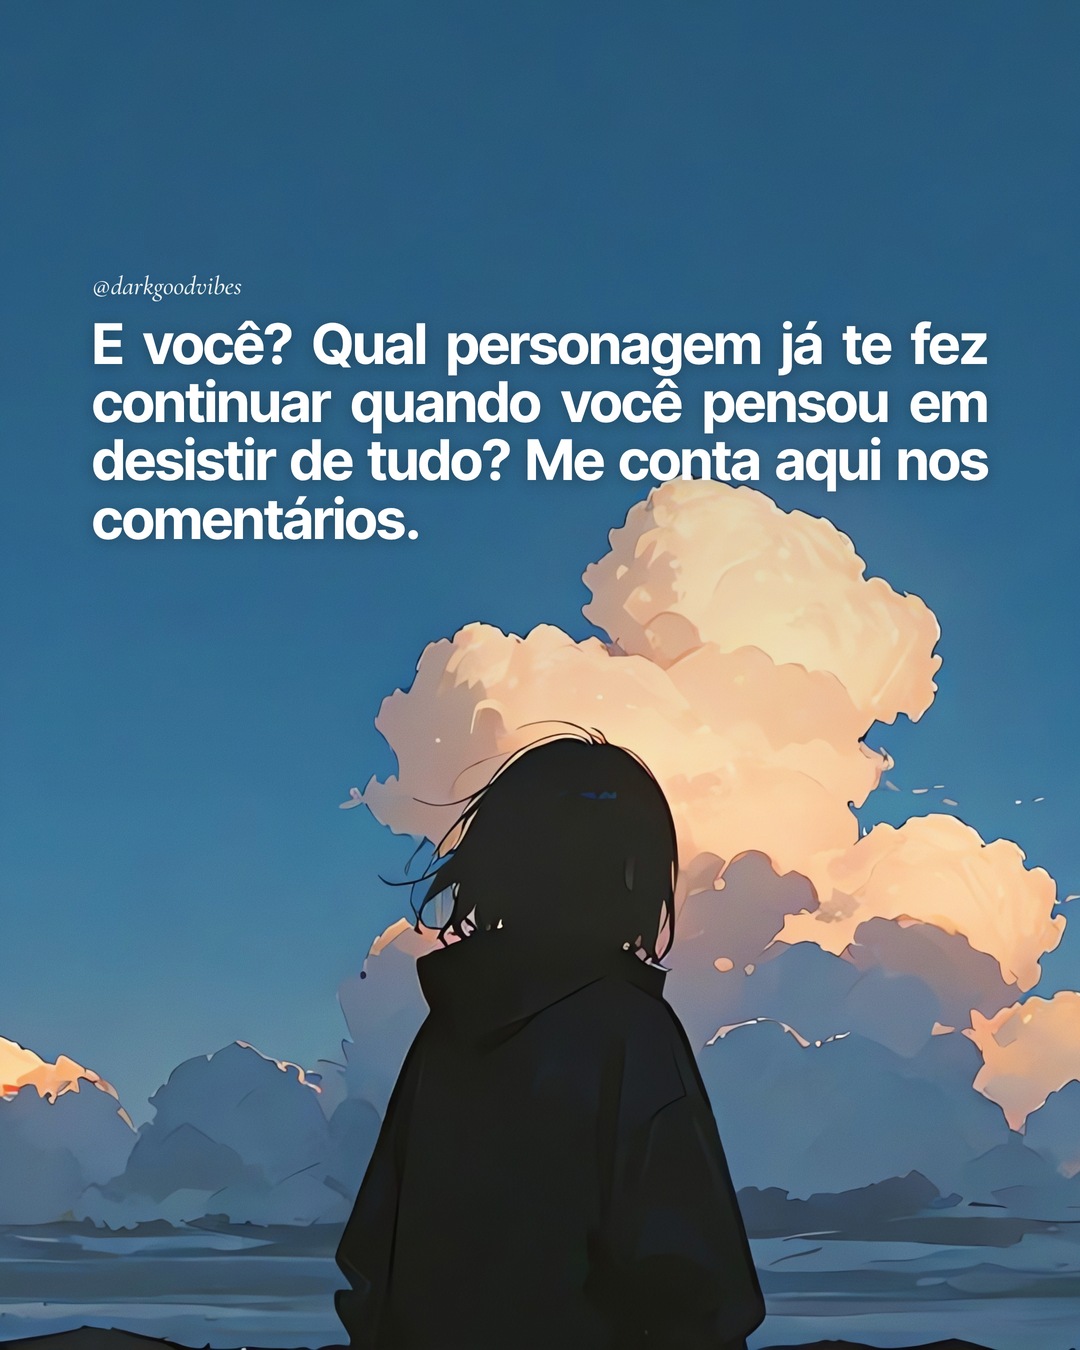 @darkgoodvibes
E você? Qual personagem já te fez
continuar quando você pensou em
desistir de tudo? Me conta aqui nos
comentários.